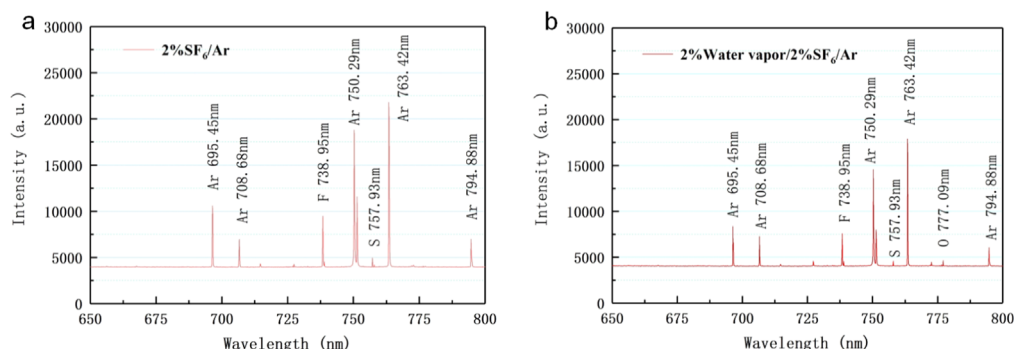 a
30000
25000
20000
15000
10000
5000
0
650
675
700
725
750
775
800
Intensity (a.u.)
Wavelength (nm)
2%SF₆/Ar
Ar 695.45nm
Ar 708.68nm
F 738.95nm
Ar 750.29nm
S 757.93nm
Ar 763.42nm
Ar 794.88nm
b
30000
25000
20000
15000
10000
5000
0
650
675
700
725
750
775
800
Intensity (a.u.)
Wavelength (nm)
2%Water vapor/2%SF₆/Ar
Ar 695.45nm
Ar 708.68nm
F 738.95nm
Ar 750.29nm
S 757.93nm
Ar 763.42nm
O 777.09nm
Ar 794.88nm